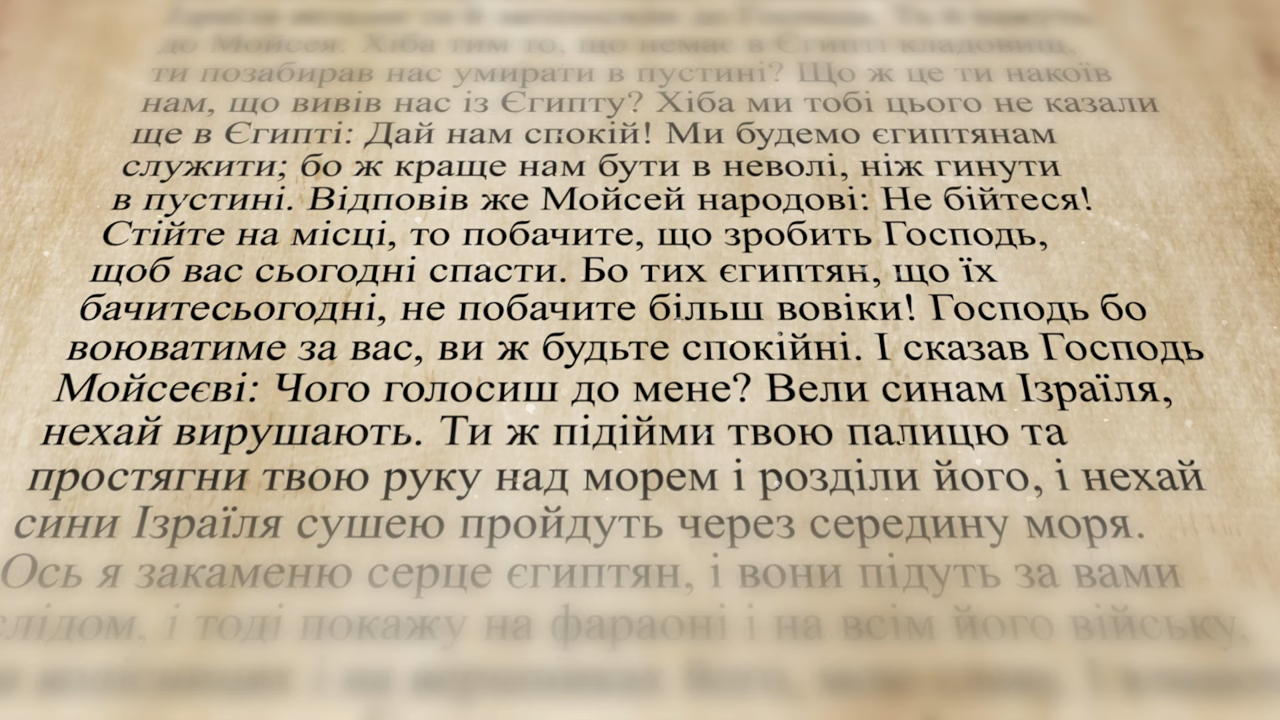 до Мойсея: Хіба тим то, що немає в Єгипті кладовищ,
ти позабирав нас умирати в пустині? Що ж це ти накоїв
нам, що вивів нас із Єгипту? Хіба ми тобі цього не казали
ще в Єгипті: Дай нам спокій! Ми будемо єгиптянам
служити; бо ж краще нам бути в неволі, ніж гинути
в пустині. Відповів же Мойсей народові: Не бійтеся!
Стійте на місці, то побачите, що зробить Господь,
щоб вас сьогодні спасти. Бо тих єгиптян, що їх
бачитесьогодні, не побачите більш вовіки! Господь бо
воюватиме за вас, ви ж будьте спокійні. І сказав Господь
Мойсеєві: Чого голосиш до мене? Вели синам Ізраїля,
нехай вирушають. Ти ж підійми твою палицю та
простягни твою руку над морем і розділи його, і нехай
сини Ізраїля сушею пройдуть через середину моря.
Ось я закаменю серце єгиптян, і вони підуть за вами
слідом, і тоді покажу на фараоні і на всім його війську,